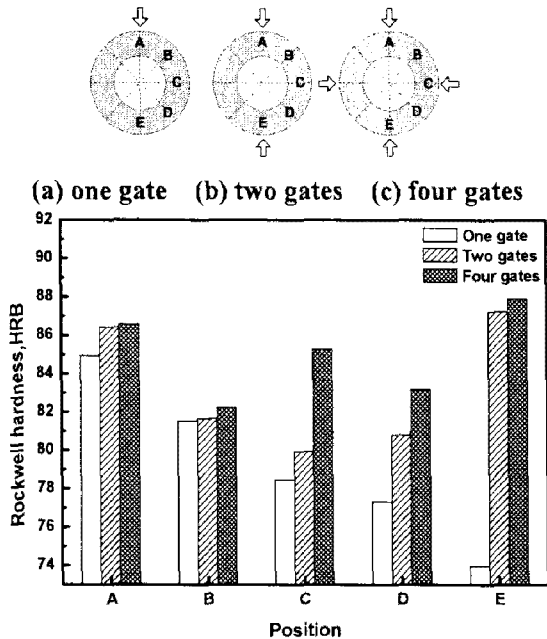 A A A
B B B
C C C
D D D
E E E
(a) one gate (b) two gates (c) four gates
92
90
88
86
84
82
80
78
76
74
Rockwell hardness,HRB
One gate
Two gates
Four gates
A B C D E
Position